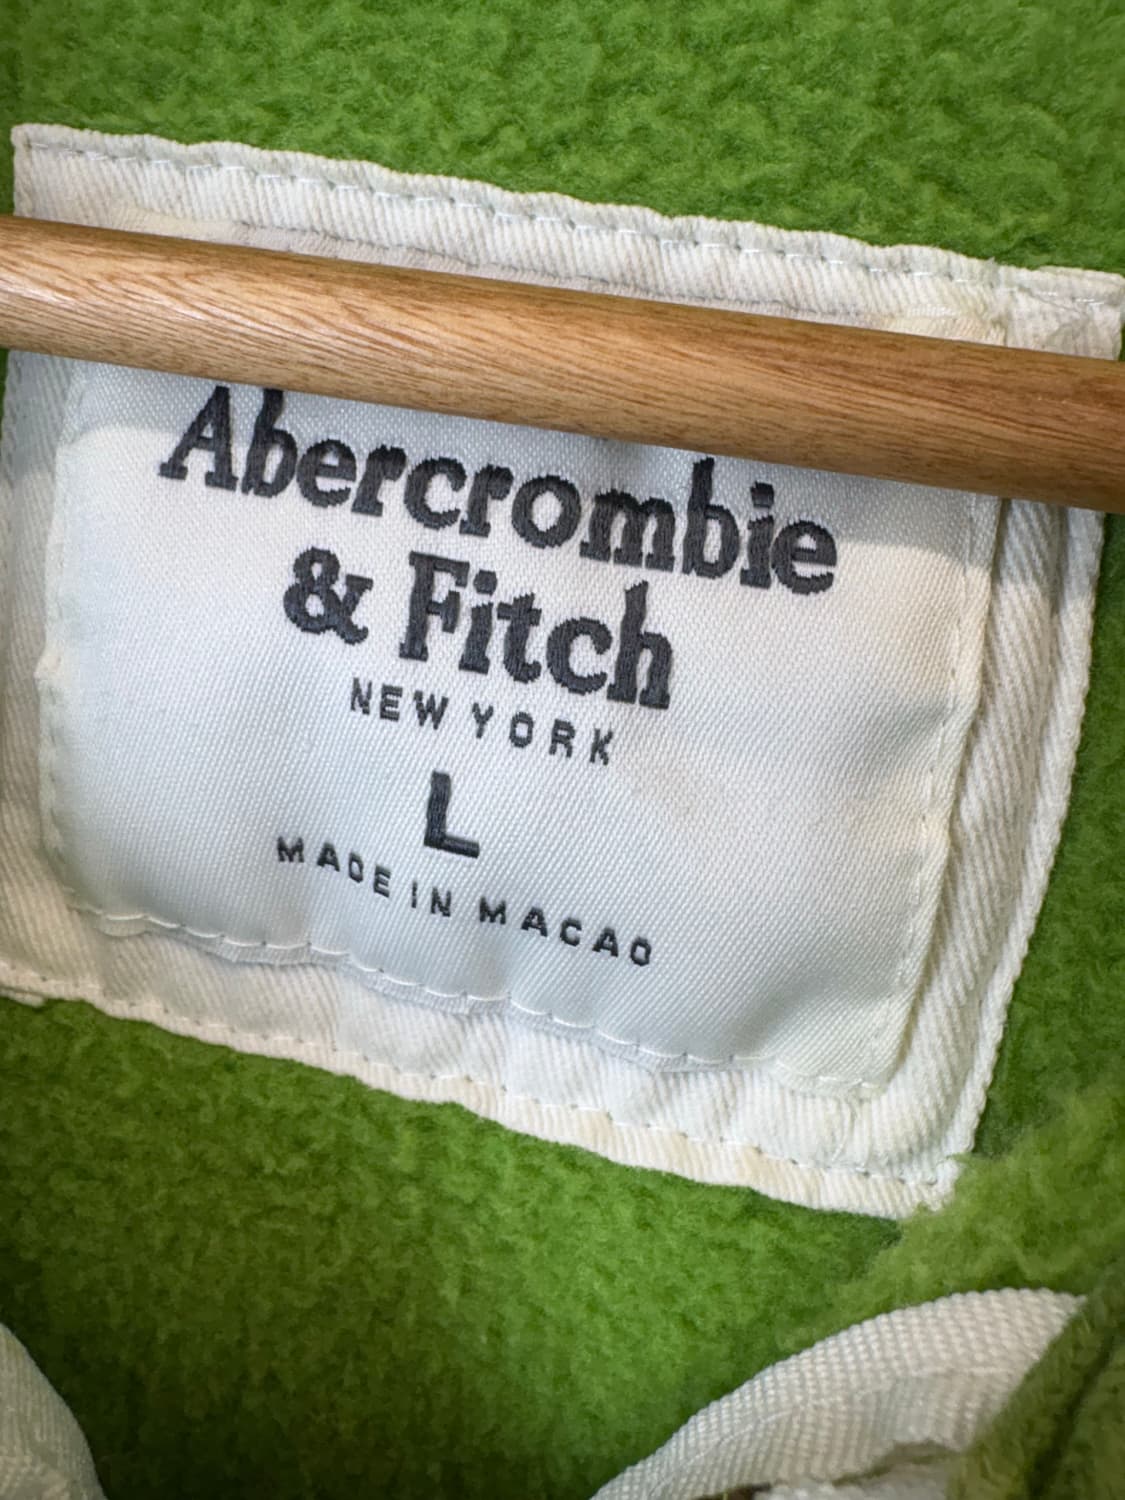 Abercrombie
& Fitch
NEW YORK
L
MADE IN MACAO